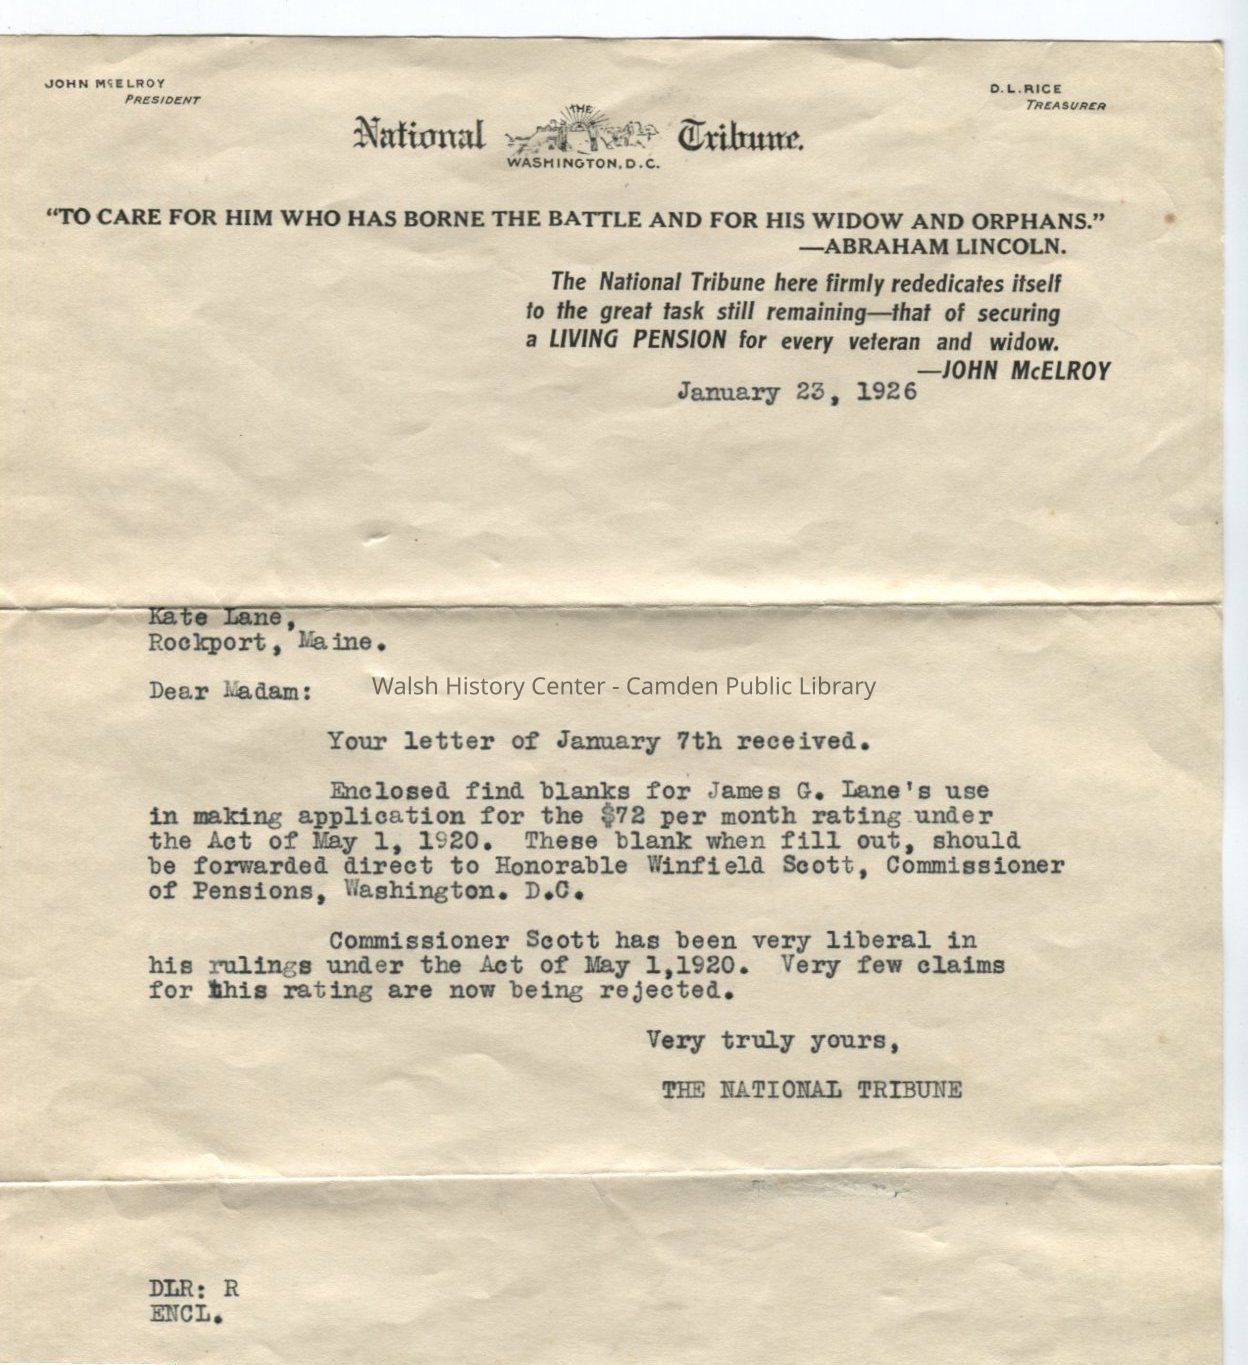 JOHN McELROY
PRESIDENT
D.L.RICE
TREASURER
THE
National Tribune.
WASHINGTON, D.C.
“TO CARE FOR HIM WHO HAS BORNE THE BATTLE AND FOR HIS WIDOW AND ORPHANS.”
—ABRAHAM LINCOLN.
The National Tribune here firmly rededicates itself
to the great task still remaining—that of securing
a LIVING PENSION for every veteran and widow.
—JOHN McELROY
January 23, 1926
Kate Lane,
Rockport, Maine.
Dear Madam:
Walsh History Center - Camden Public Library
Your letter of January 7th received.
Enclosed find blanks for James G. Lane's use
in making application for the $72 per month rating under
the Act of May 1, 1920. These blank when fill out, should
be forwarded direct to Honorable Winfield Scott, Commissioner
of Pensions, Washington. D.C.
Commissioner Scott has been very liberal in
his rulings under the Act of May 1,1920. Very few claims
for this rating are now being rejected.
Very truly yours,
THE NATIONAL TRIBUNE
DLR: R
ENCL.